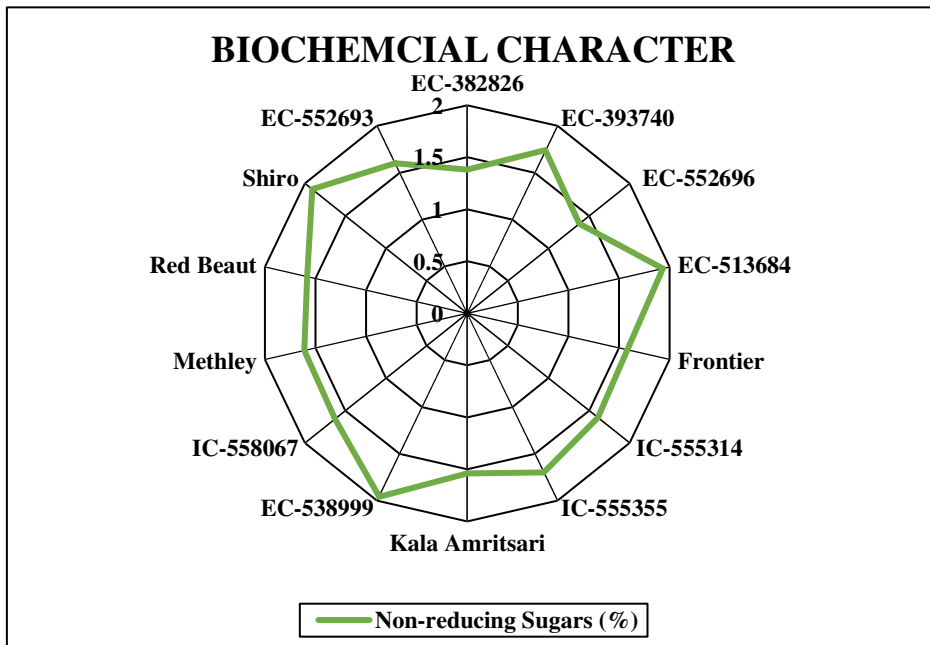 BIOCHEMCIAL CHARACTER
EC-382826
EC-393740
EC-552696
EC-513684
Frontier
IC-555314
IC-555355
Kala Amritsari
EC-538999
IC-558067
Methley
Red Beaut
Shiro
EC-552693
2
1.5
1
0.5
0
Non-reducing Sugars (%)